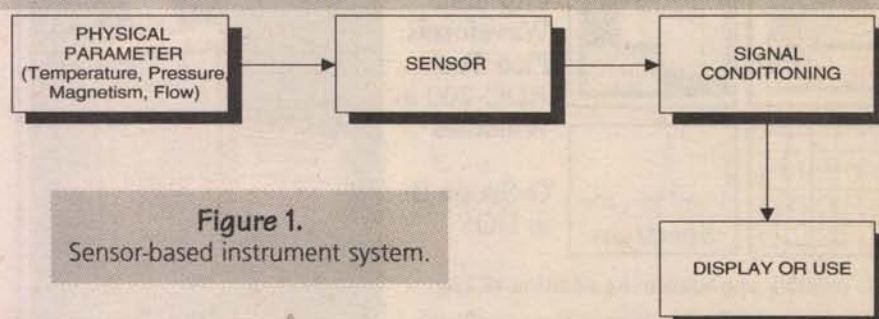 PHYSICAL
PARAMETER
(Temperature, Pressure,
Magnetism, Flow)
SENSOR
SIGNAL
CONDITIONING
DISPLAY OR USE
Figure 1.
Sensor-based instrument system.